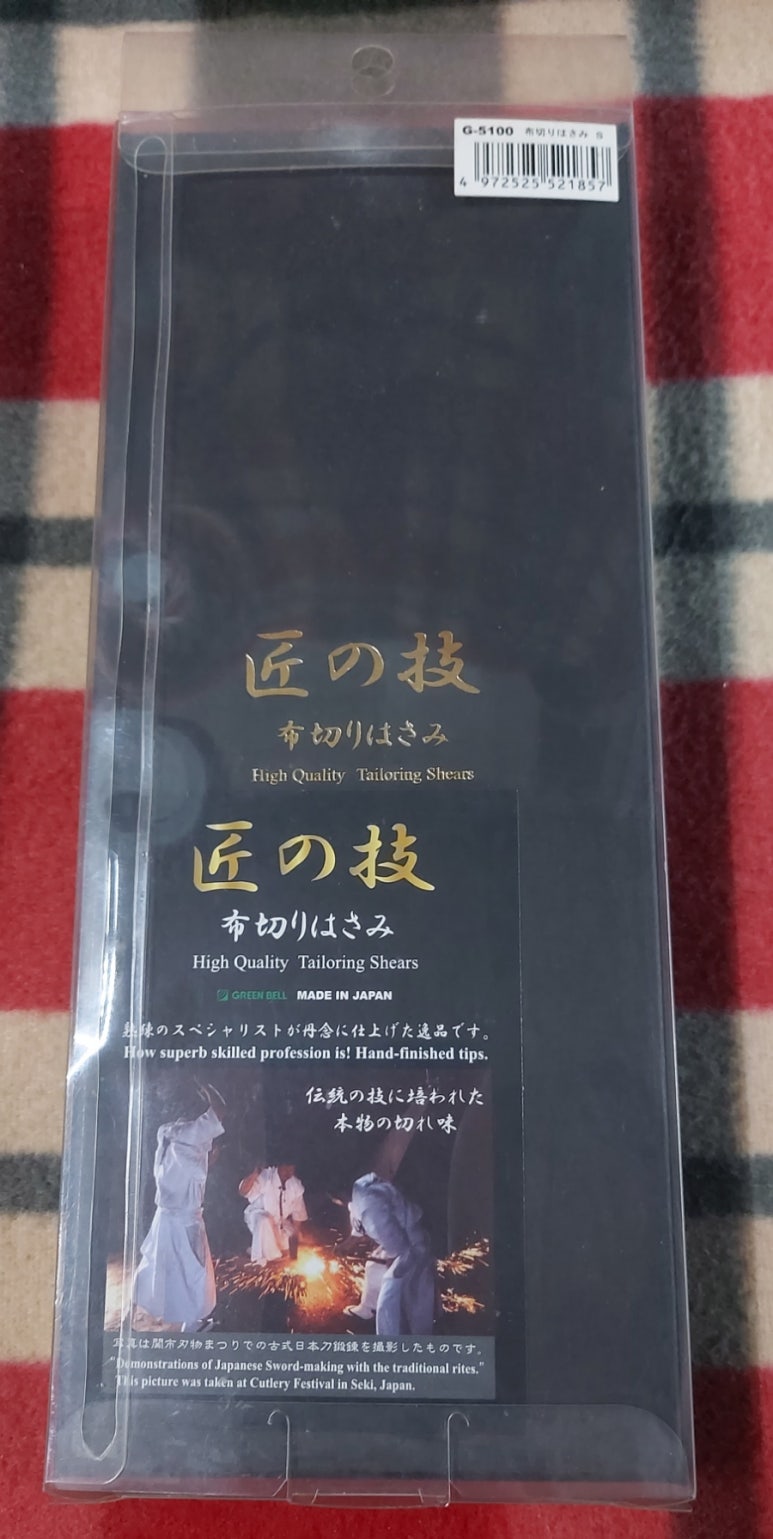 G-5100 布切りはさみ S
4 972525 521857
匠の技
布切りはさみ
High Quality Tailoring Shears
匠の技
布切りはさみ
High Quality Tailoring Shears
GREEN BELL MADE IN JAPAN
熟練のスペシャリストが丹念に仕上げた逸品です。
How superb skilled profession is! Hand-finished tips.
伝統の技に培われた
本物の切れ味
写真は関市刃物まつりでの古式日本刀鍛錬を撮影したものです。
"Demonstrations of Japanese Sword-making with the traditional rites."
This picture was taken at Cutlery Festival in Seki, Japan.